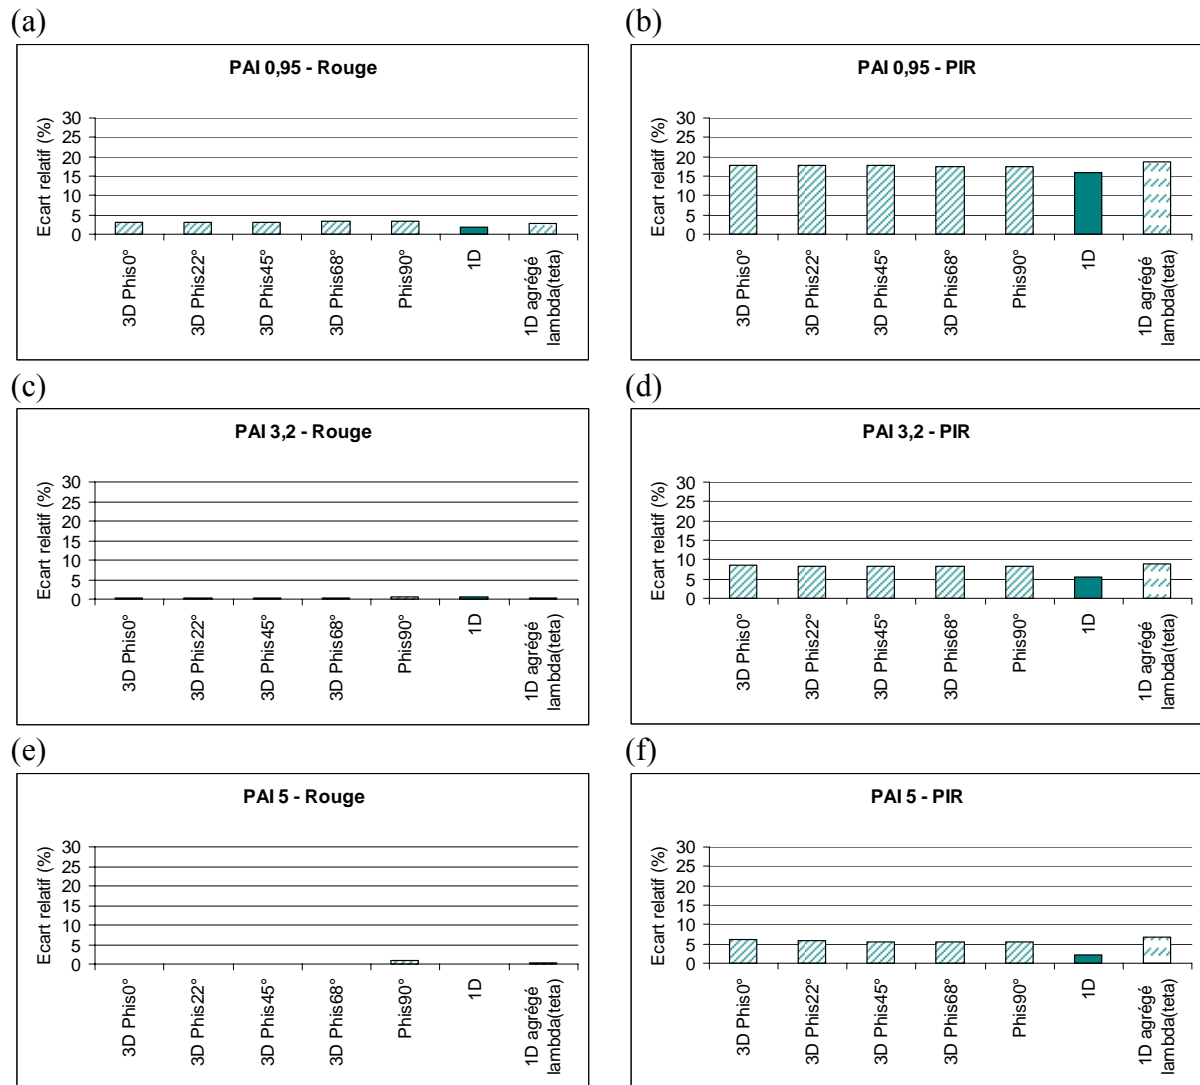 (a)
PAI 0,95 - Rouge
Ecart relatif (%)
30
25
20
15
10
5
0
3D Phis0°
3D Phis22°
3D Phis45°
3D Phis68°
Phis90°
1D
1D agrégé
lambda(teta)
(b)
PAI 0,95 - PIR
Ecart relatif (%)
30
25
20
15
10
5
0
3D Phis0°
3D Phis22°
3D Phis45°
3D Phis68°
Phis90°
1D
1D agrégé
lambda(teta)
(c)
PAI 3,2 - Rouge
Ecart relatif (%)
30
25
20
15
10
5
0
3D Phis0°
3D Phis22°
3D Phis45°
3D Phis68°
Phis90°
1D
1D agrégé
lambda(teta)
(d)
PAI 3,2 - PIR
Ecart relatif (%)
30
25
20
15
10
5
0
3D Phis0°
3D Phis22°
3D Phis45°
3D Phis68°
Phis90°
1D
1D agrégé
lambda(teta)
(e)
PAI 5 - Rouge
Ecart relatif (%)
30
25
20
15
10
5
0
3D Phis0°
3D Phis22°
3D Phis45°
3D Phis68°
Phis90°
1D
1D agrégé
lambda(teta)
(f)
PAI 5 - PIR
Ecart relatif (%)
30
25
20
15
10
5
0
3D Phis0°
3D Phis22°
3D Phis45°
3D Phis68°
Phis90°
1D
1D agrégé
lambda(teta)